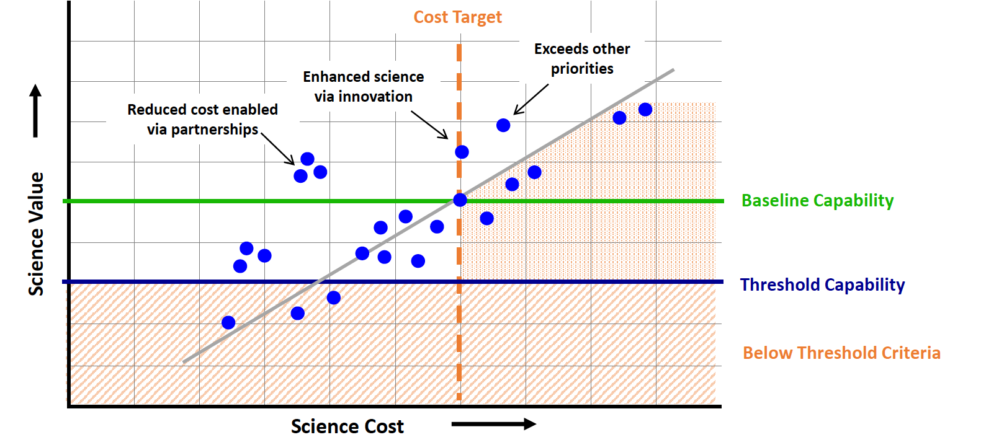 Cost Target
Exceeds other
priorities
Enhanced science
via innovation
Reduced cost enabled
via partnerships
Science Value
Baseline Capability
Threshold Capability
Below Threshold Criteria
Science Cost